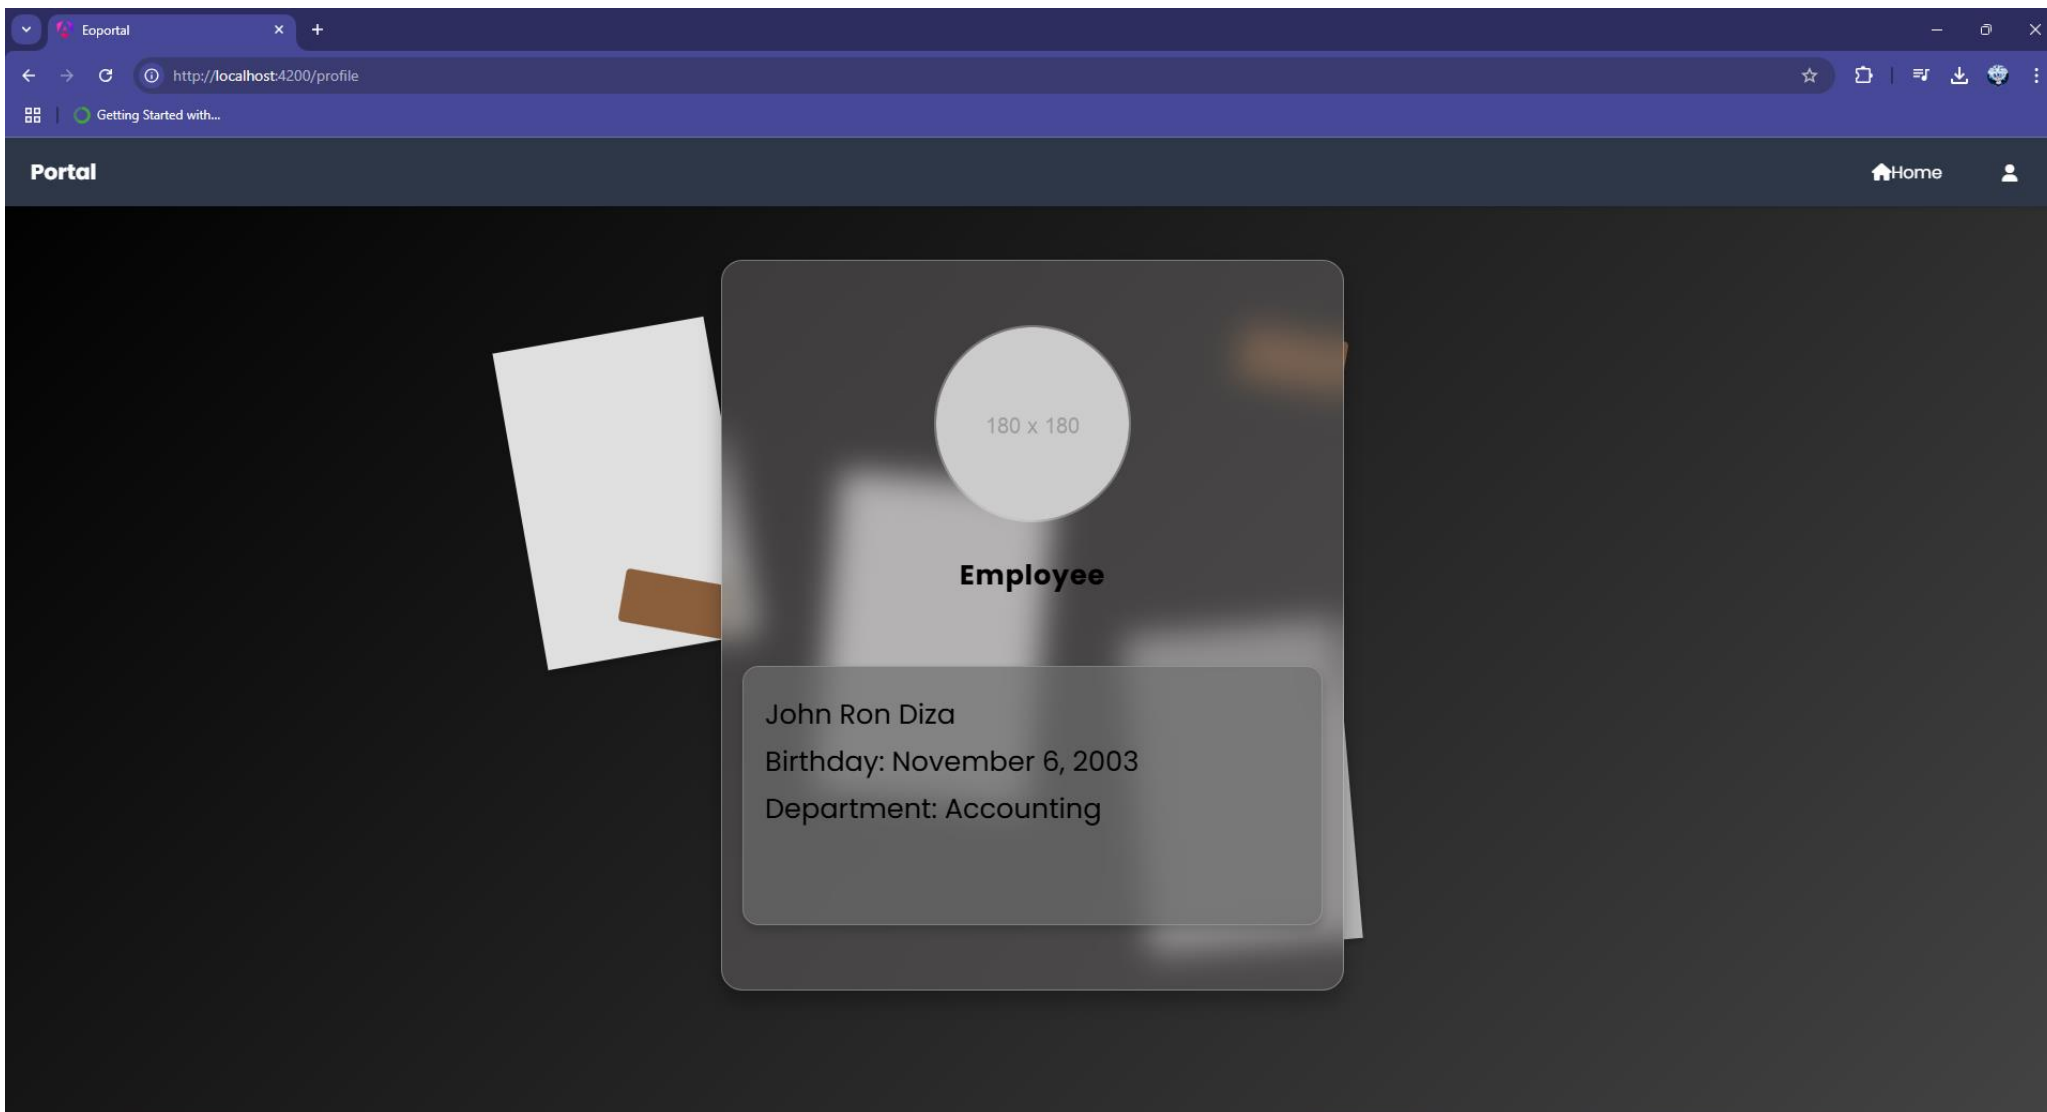 Eoportal
http://localhost:4200/profile
Getting Started with...
Portal
Home
180 x 180
Employee
John Ron Diza
Birthday: November 6, 2003
Department: Accounting